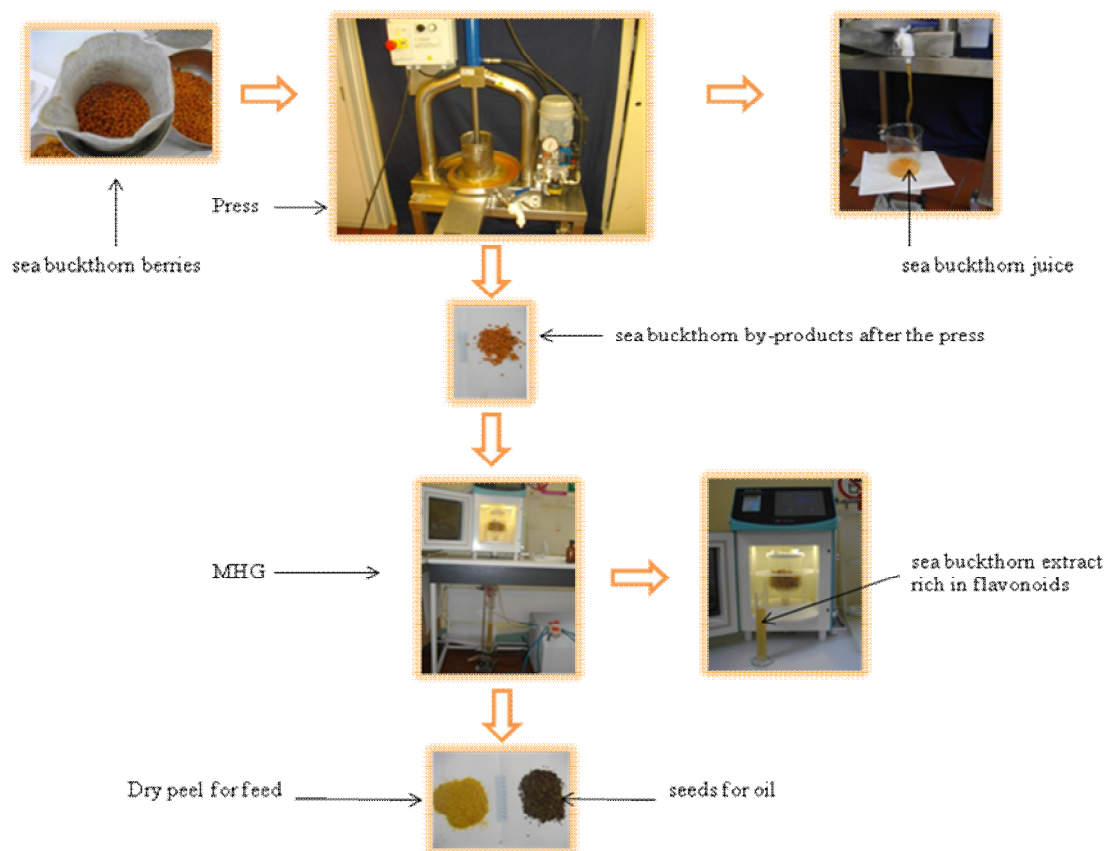 Press
sea buckthorn berries
sea buckthorn juice
sea buckthorn by-products after the press
MHG
sea buckthorn extract
rich in flavonoids
Dry peel for feed
seeds for oil